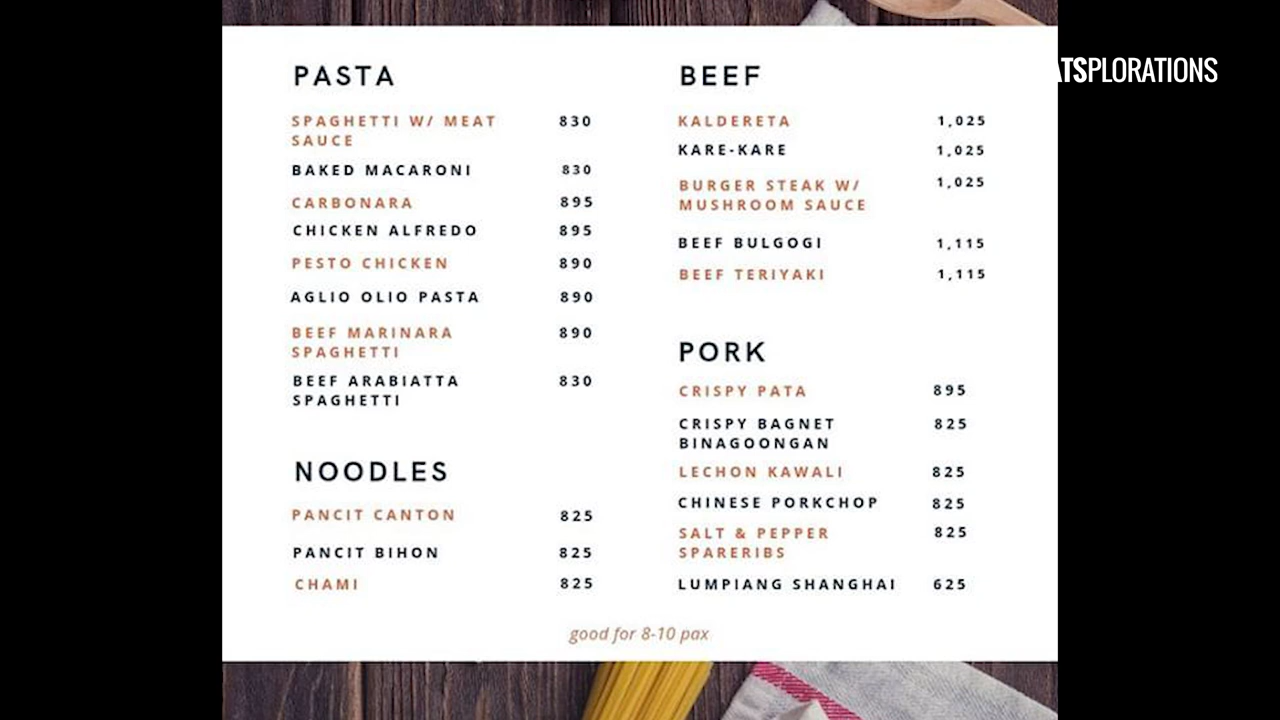 PASTA
SPAGHETTI W/ MEAT 830
SAUCE
BAKED MACARONI 830
CARBONARA 895
CHICKEN ALFREDO 895
PESTO CHICKEN 890
AGLIO OLIO PASTA 890
BEEF MARINARA 890
SPAGHETTI
BEEF ARABIATTA 830
SPAGHETTI
NOODLES
PANCIT CANTON 825
PANCIT BIHON 825
CHAMI 825
BEEF
KALDERETA 1,025
KARE-KARE 1,025
BURGER STEAK W/ 1,025
MUSHROOM SAUCE
BEEF BULGOGI 1,115
BEEF TERIYAKI 1,115
PORK
CRISPY PATA 895
CRISPY BAGNET 825
BINAGOONGAN
LECHON KAWALI 825
CHINESE PORKCHOP 825
SALT & PEPPER 825
SPARERIBS
LUMPIANG SHANGHAI 625
good for 8-10 pax
ATSPLORATIONS